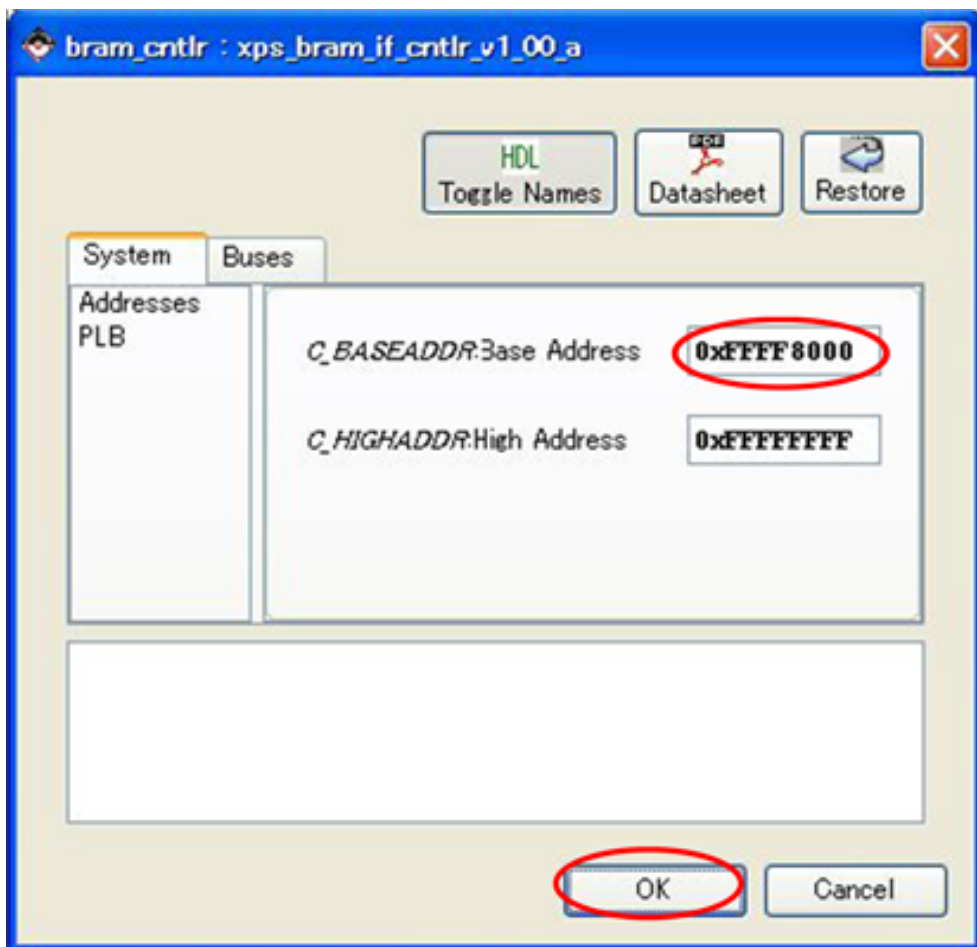 bram_cntlr : xps_bram_if_cntlr_v1_00_a
HDL
Toggle Names
PDF
Datasheet
Restore
System
Buses
Addresses
PLB
C_BASEADDR:Base Address
0xFFFF8000
C_HIGHADDR:High Address
0xFFFFFFFF
OK
Cancel